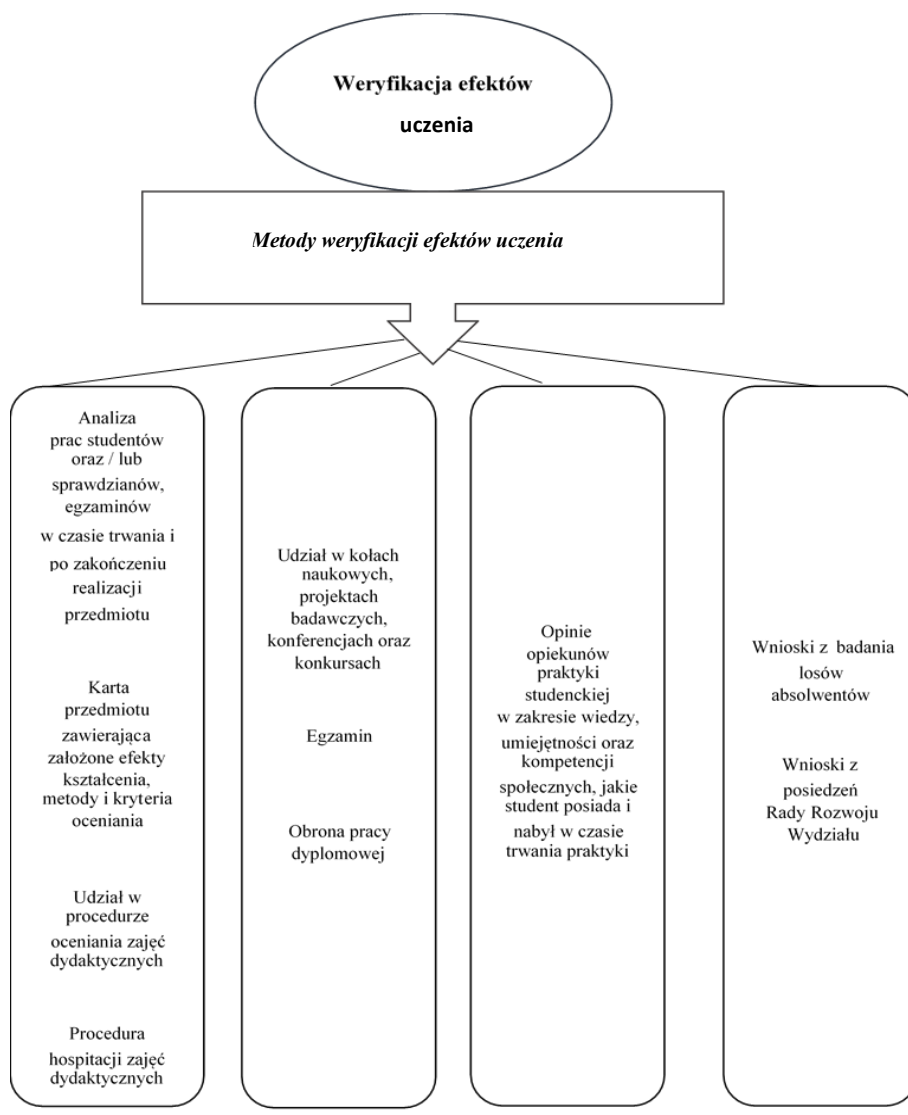 Weryfikacja efektów
uczenia
Metody weryfikacji efektów uczenia
Analiza
prac studentów
oraz / lub
sprawdzianów,
egzaminów
w czasie trwania i
po zakończeniu
realizacji
przedmiotu
Karta
przedmiotu
zawierająca
założone efekty
kształcenia,
metody i kryteria
oceniania
Udział w
procedurze
oceniania zajęć
dydaktycznych
Procedura
hospitacji zajęć
dydaktycznych
Udział w kołach
naukowych,
projektach
badawczych,
konferencjach oraz
konkursach
Egzamin
Obrona pracy
dyplomowej
Opinie
opiekunów
praktyki
studenckiej
w zakresie wiedzy,
umiejętności oraz
kompetencji
społecznych, jakie
student posiada i
nabył w czasie
trwania praktyki
Wnioski z badania
losów
absolwentów
Wnioski z
posiedzeń
Rady Rozwoju
Wydziału